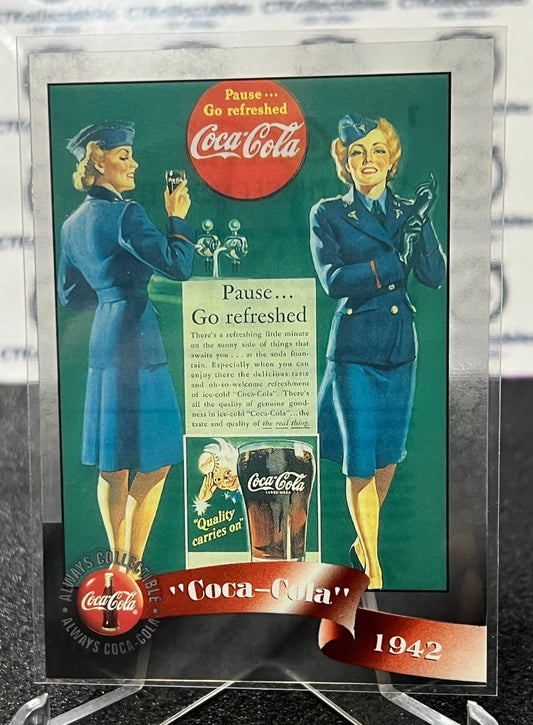 Pause...
Go refreshed
Coca-Cola
Coca-Cola
Pause...
Go refreshed
There's a refreshing little minute
on the sunny side of things that
awaits you . . . at the soda foun-
tain. Especially when you can
enjoy there the delicious taste
and oh-so-welcome refreshment
of ice-cold "Coca-Cola". There's
all the quality of genuine good-
ness in ice-cold "Coca-Cola"... the
taste and quality of the real thing.
Coca-Cola
TRADE-MARK
"Quality
carries on"
ALWAYS COLLECTIBLE
Coca-Cola
ALWAYS COCA-COLA
"Coca-Cola"
1942